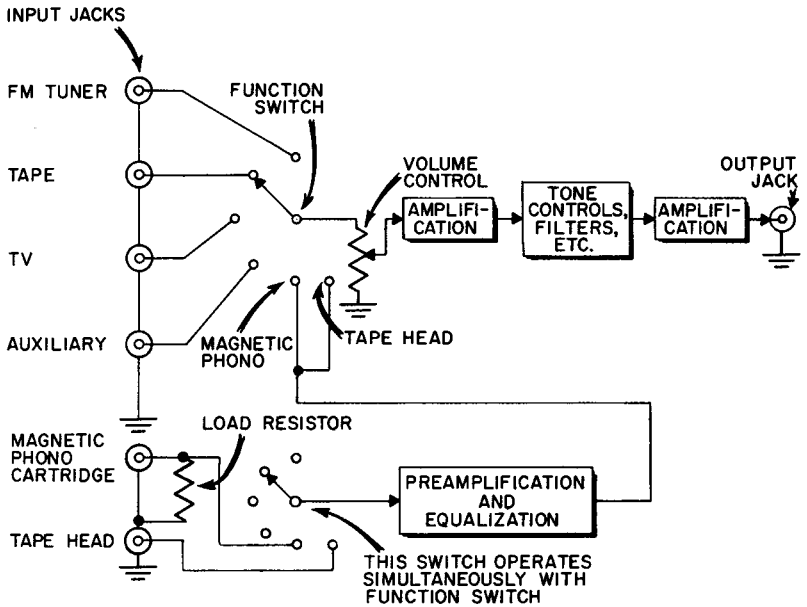 INPUT JACKS
FM TUNER
FUNCTION
SWITCH
TAPE
VOLUME
CONTROL
OUTPUT
JACK
AMPLIFI-
CATION
TONE
CONTROLS,
FILTERS,
ETC.
AMPLIFI-
CATION
TV
AUXILIARY
MAGNETIC
PHONO
TAPE HEAD
MAGNETIC
PHONO
CARTRIDGE
LOAD RESISTOR
PREAMPLIFICATION
AND
EQUALIZATION
TAPE HEAD
THIS SWITCH OPERATES
SIMULTANEOUSLY WITH
FUNCTION SWITCH